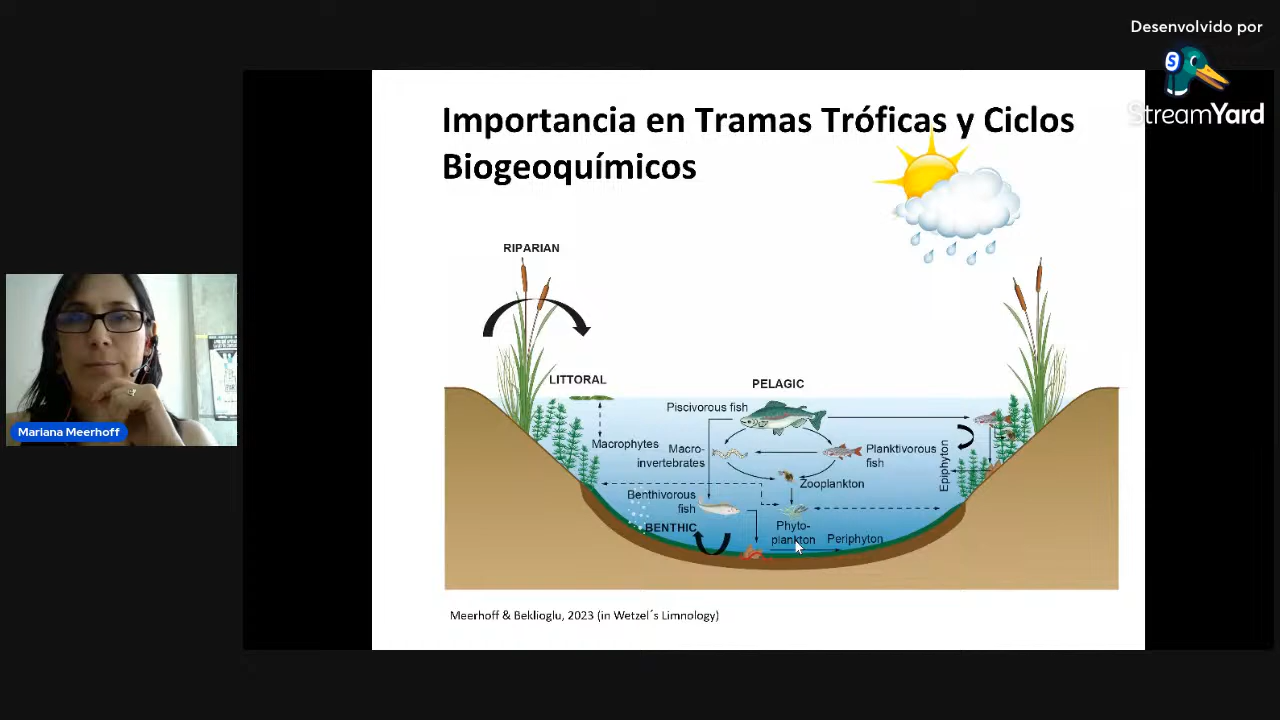 Desenvolvido por
StreamYard
Importancia en Tramas Tróficas y Ciclos
Biogeoquímicos
RIPARIAN
LITTORAL
PELAGIC
Piscivorous fish
Macrophytes
Macro-
invertebrates
Planktivorous
fish
Epiphyton
Zooplankton
Benthivorous
fish
BENTHIC
Phyto-
plankton
Periphyton
Mariana Meerhoff
Meerhoff & Beklioglu, 2023 (in Wetzel´s Limnology)